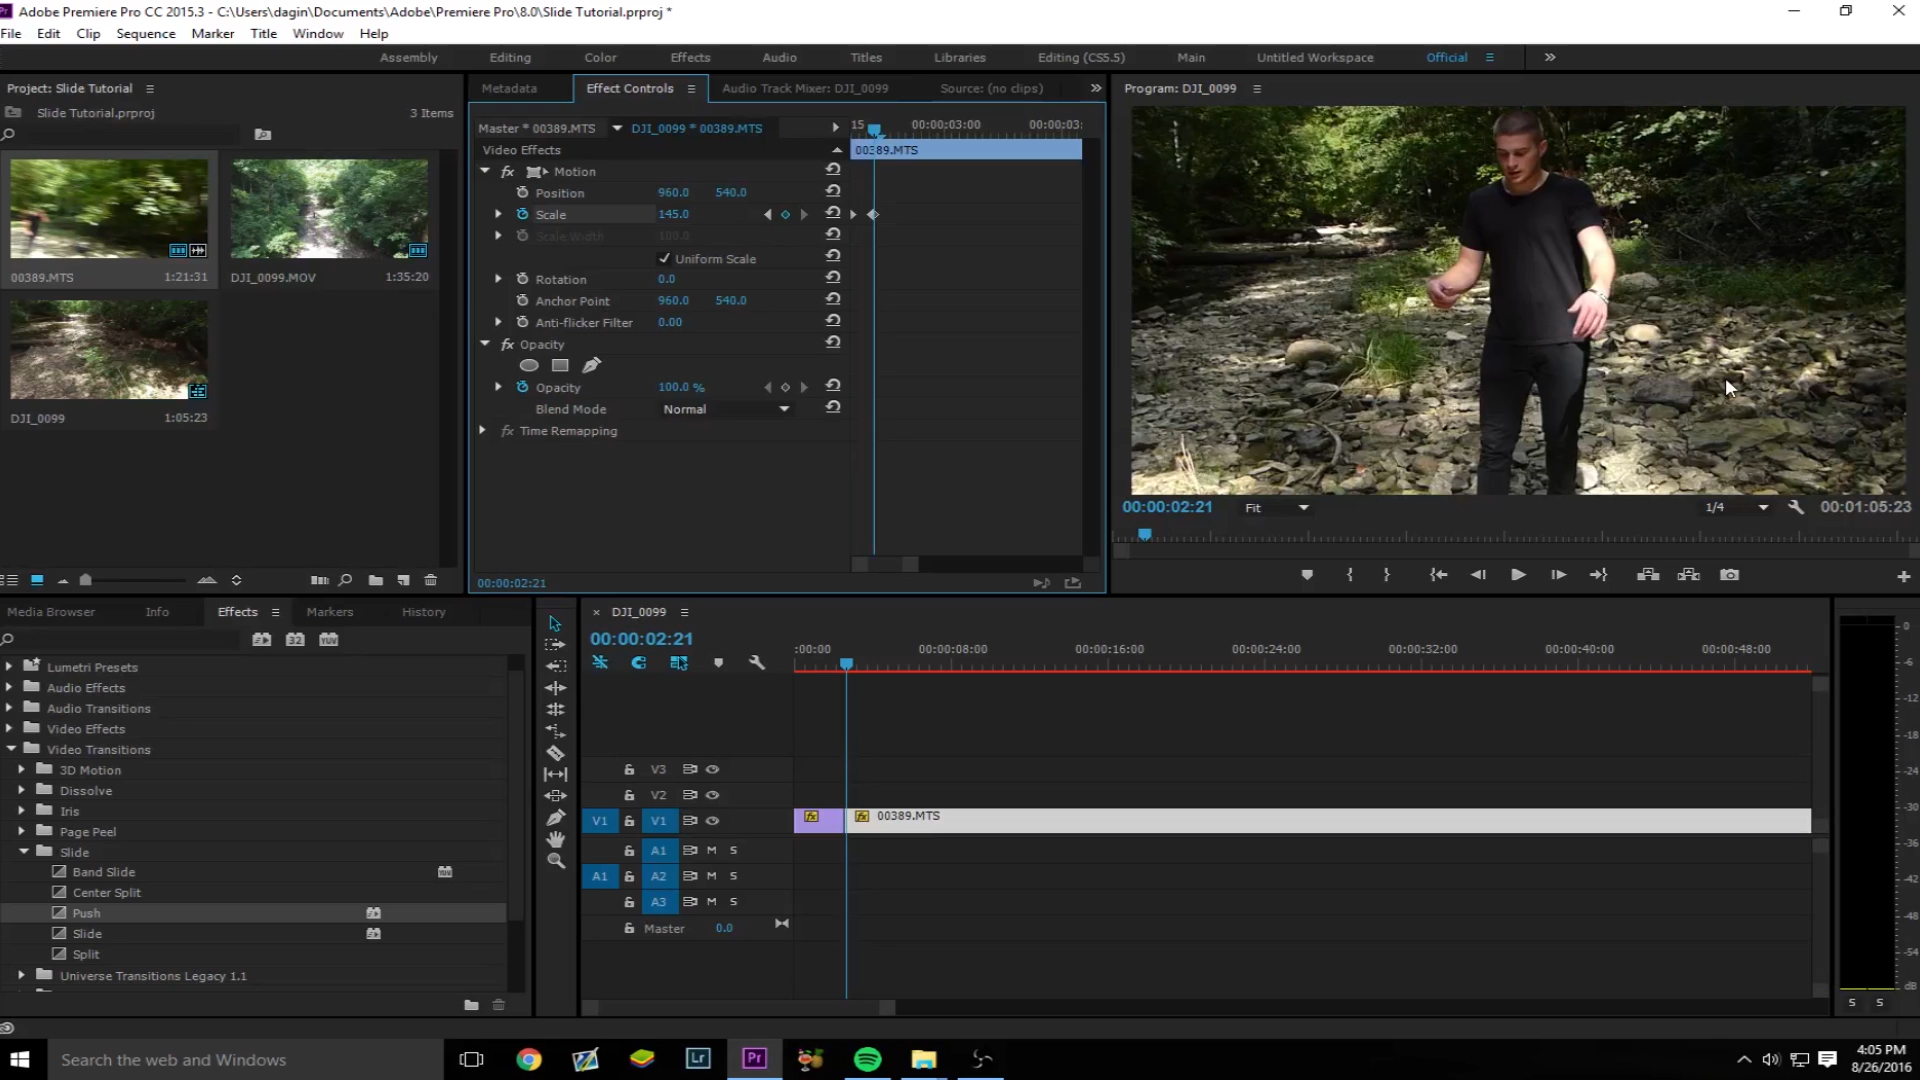 Adobe Premiere Pro CC 2015.3 - C:\Users\dagin\Documents\Adobe\Premiere Pro\8.0\Slide Tutorial.prproj *
File Edit Clip Sequence Marker Title Window Help
Assembly Editing Color Effects Audio Titles Libraries Editing (CS5.5) Main Untitled Workspace Official
Project: Slide Tutorial
Slide Tutorial.prproj 3 Items
00389.MTS 1:21:31
DJI_0099.MOV 1:35:20
DJI_0099 1:05:23
Metadata Effect Controls Audio Track Mixer: DJI_0099 Source: (no clips)
Master * 00389.MTS DJI_0099 * 00389.MTS
15 00:00:03:00 00:00:03:
Video Effects 00389.MTS
fx Motion
Position 960.0 540.0
Scale 145.0
Scale Width 100.0
Uniform Scale
Rotation 0.0
Anchor Point 960.0 540.0
Anti-flicker Filter 0.00
fx Opacity
Opacity 100.0 %
Blend Mode Normal
fx Time Remapping
00:00:02:21
Program: DJI_0099
00:00:02:21 Fit 1/4 00:01:05:23
Media Browser Info Effects Markers History
32 YUV
Lumetri Presets
Audio Effects
Audio Transitions
Video Effects
Video Transitions
3D Motion
Dissolve
Iris
Page Peel
Slide
Band Slide
Center Split
Push
Slide
Split
Universe Transitions Legacy 1.1
DJI_0099
00:00:02:21
:00:00 00:00:08:00 00:00:16:00 00:00:24:00 00:00:32:00 00:00:40:00 00:00:48:00
V3
V2
V1 V1 fx fx 00389.MTS
A1 M S
A1 A2 M S
A3 M S
Master 0.0
0
-6
-12
-18
-24
-30
-36
-42
-48
-54
dB
S S
Search the web and Windows
Lr Pr
4:05 PM
8/26/2016